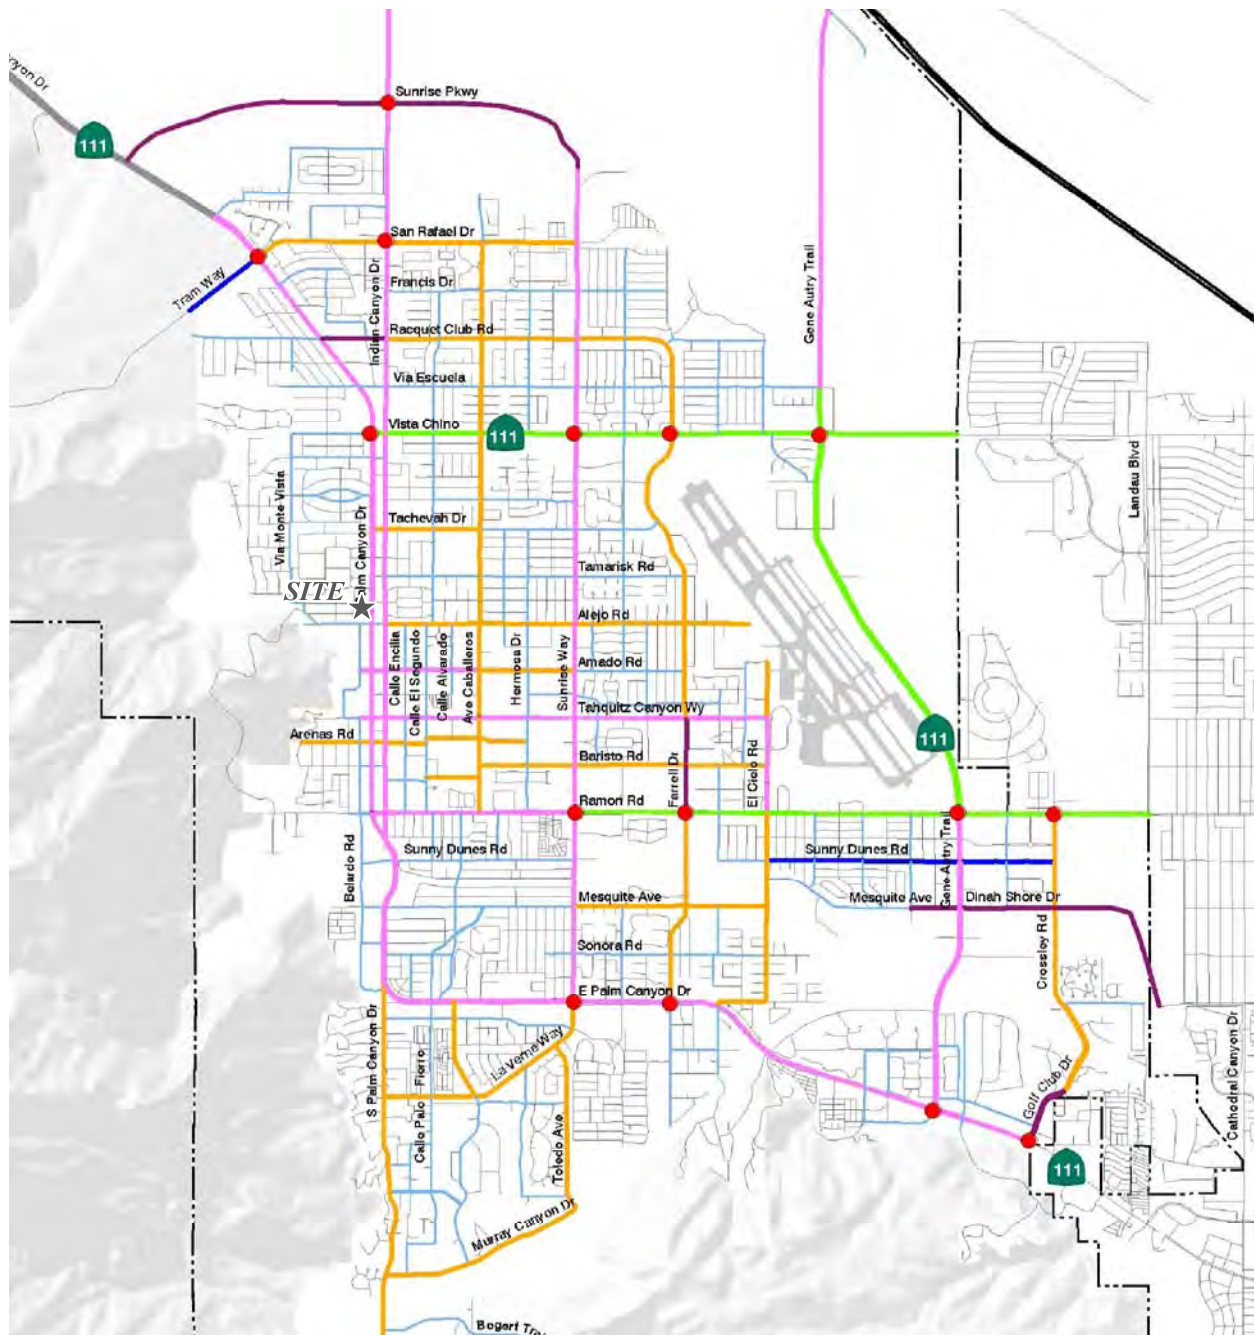 nyon Dr
Sunrise Pkwy
111
San Rafael Dr
Tram Way
Indian Canyon Dr
Francis Dr
Gene Autry Trail
Racquet Club Rd
Via Escuela
Vista Chino
111
Via Monte Vista
alm Canyon Dr
Landau Blvd
Tachevah Dr
Tamarisk Rd
SITE
Alejo Rd
Calle Encilia
Calle El Segundo
Calle Alvarado
Ave Caballeros
Hermosa Dr
Sunrise Way
Amado Rd
Tahquitz Canyon Wy
Arenas Rd
111
Baristo Rd
Farrell Dr
El Cielo Rd
Ramon Rd
Gene Autry Trail
Belardo Rd
Sunny Dunes Rd
Sunny Dunes Rd
Mesquite Ave
Mesquite Ave
Dinah Shore Dr
Sonora Rd
Crossley Rd
E Palm Canyon Dr
S Palm Canyon Dr
La Verne Way
Calle Palo Fierro
Golf Club Dr
Cathedral Canyon Dr
Toledo Ave
111
Murray Canyon Dr
Bogert Tra